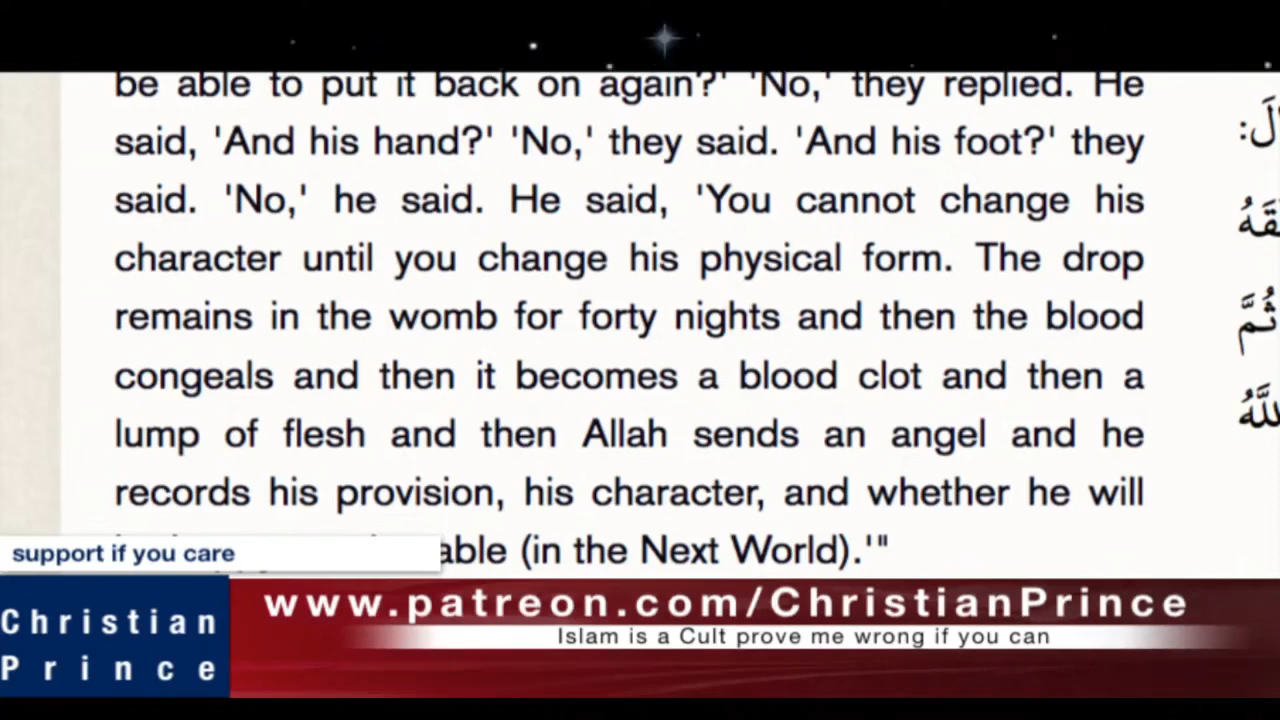 be able to put it back on again?' 'No,' they replied. He
said, 'And his hand?' 'No,' they said. 'And his foot?' they
said. 'No,' he said. He said, 'You cannot change his
character until you change his physical form. The drop
remains in the womb for forty nights and then the blood
congeals and then it becomes a blood clot and then a
lump of flesh and then Allah sends an angel and he
records his provision, his character, and whether he will
able (in the Next World).'"
support if you care
Christian
Prince
www.patreon.com/ChristianPrince
Islam is a Cult prove me wrong if you can
ثُمَّ